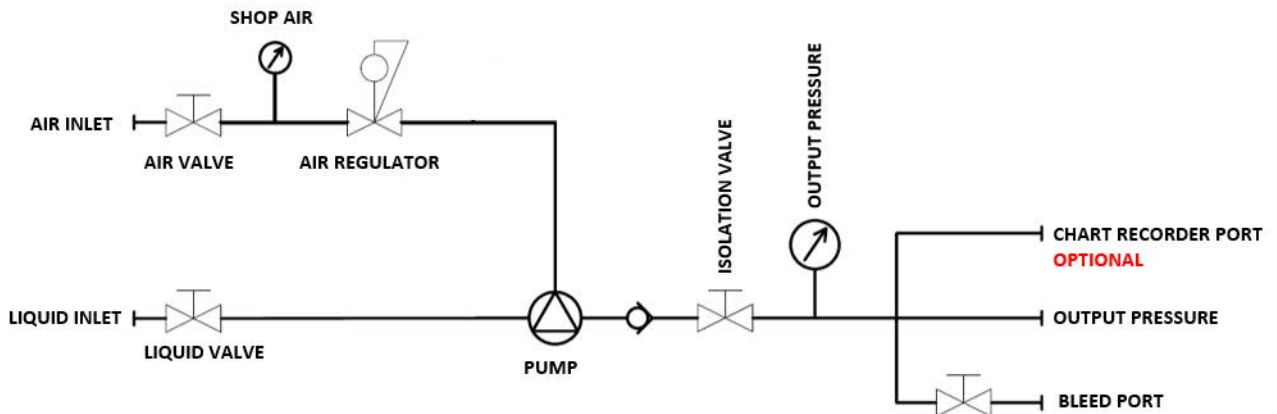 SHOP AIR
AIR INLET
AIR VALVE
AIR REGULATOR
ISOLATION VALVE
OUTPUT PRESSURE
CHART RECORDER PORT
OPTIONAL
LIQUID INLET
OUTPUT PRESSURE
LIQUID VALVE
PUMP
BLEED PORT